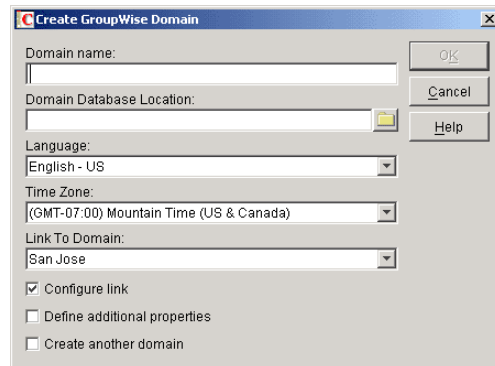 Create GroupWise Domain
Domain name:
OK
Domain Database Location:
Cancel
Help
Language:
English - US
Time Zone:
(GMT-07:00) Mountain Time (US & Canada)
Link To Domain:
San Jose
Configure link
Define additional properties
Create another domain